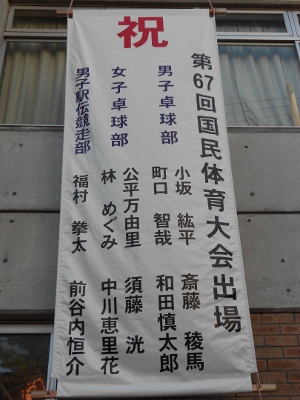 祝
第67回国民体育大会出場
男子卓球部
小坂 紘平 斎藤 稜馬
町口 智哉 和田慎太郎
女子卓球部
公平万由里 須藤 洸
林 めぐみ 中川恵里花
男子駅伝競走部
福村 拳太 前谷内恒介